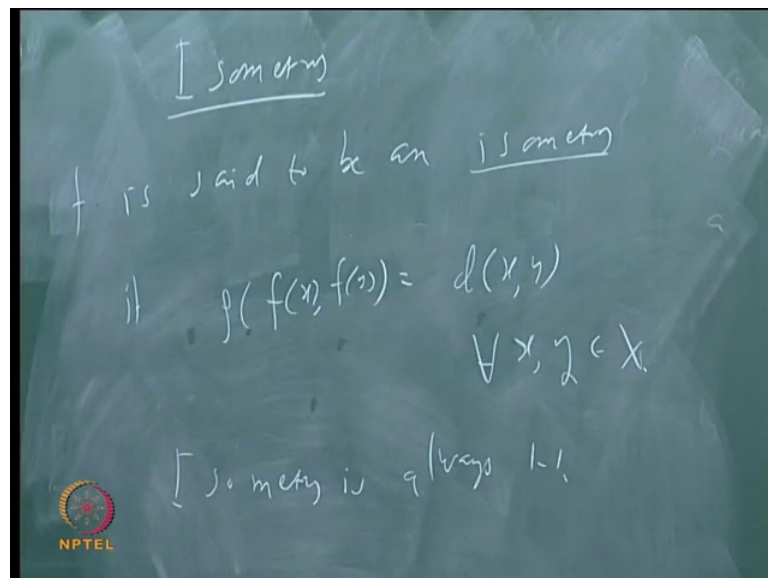 Isometry
f is said to be an isometry
if ρ(f(x), f(y)) = d(x, y)
∀ x, y ∈ X.
Isometry is always 1-1.
NPTEL